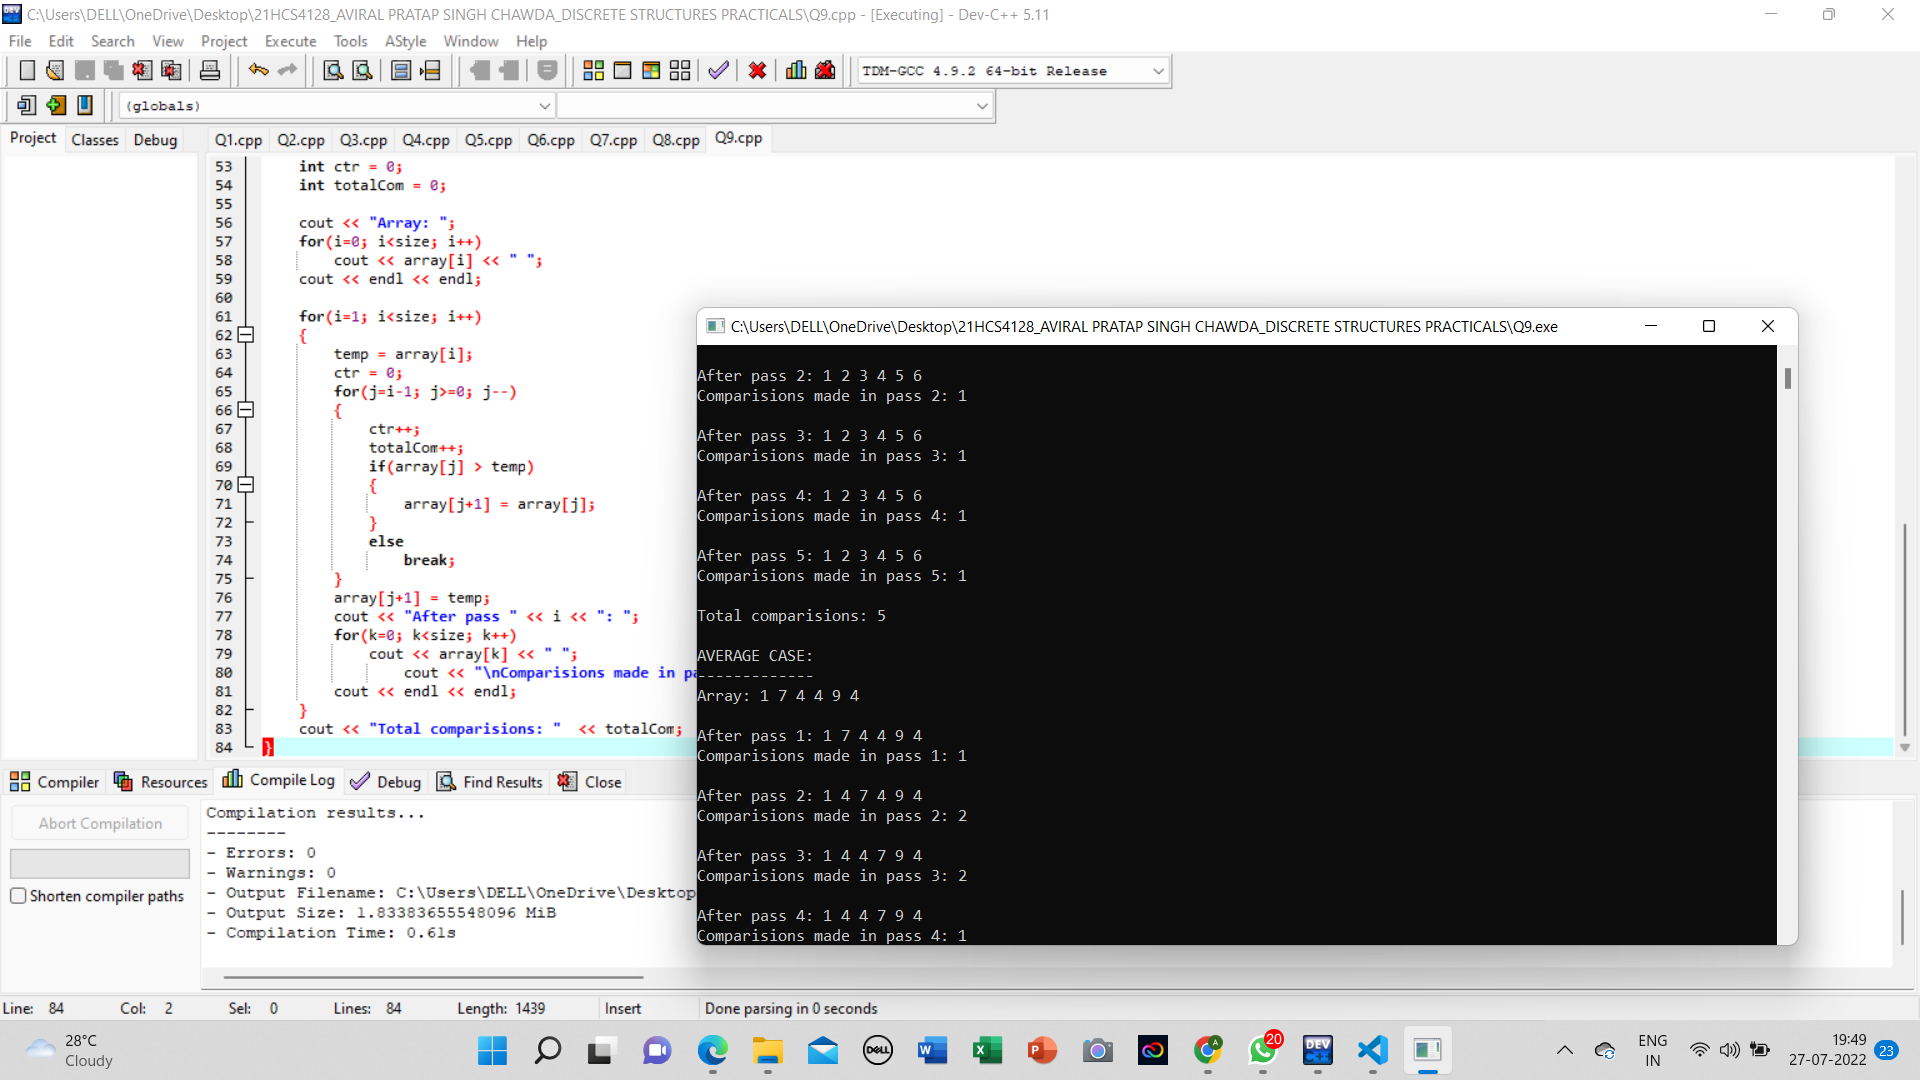 C:\Users\DELL\OneDrive\Desktop\21HCS4128_AVIRAL PRATAP SINGH CHAWDA_DISCRETE STRUCTURES PRACTICALS\Q9.cpp - [Executing] - Dev-C++ 5.11
File Edit Search View Project Execute Tools AStyle Window Help
TDM-GCC 4.9.2 64-bit Release
(globals)
Project Classes Debug Q1.cpp Q2.cpp Q3.cpp Q4.cpp Q5.cpp Q6.cpp Q7.cpp Q8.cpp Q9.cpp
53 int ctr = 0;
54 int totalCom = 0;
55
56 cout << "Array: ";
57 for(i=0; i<size; i++)
58 cout << array[i] << " ";
59 cout << endl << endl;
60
61 for(i=1; i<size; i++)
62 {
63 temp = array[i];
64 ctr = 0;
65 for(j=i-1; j>=0; j--)
66 {
67 ctr++;
68 totalCom++;
69 if(array[j] > temp)
70 {
71 array[j+1] = array[j];
72 }
73 else
74 break;
75 }
76 array[j+1] = temp;
77 cout << "After pass " << i << ": ";
78 for(k=0; k<size; k++)
79 cout << array[k] << " ";
80 cout << "\nComparisions made in pa
81 cout << endl << endl;
82 }
83 cout << "Total comparisions: " << totalCom;
84 }
C:\Users\DELL\OneDrive\Desktop\21HCS4128_AVIRAL PRATAP SINGH CHAWDA_DISCRETE STRUCTURES PRACTICALS\Q9.exe
After pass 2: 1 2 3 4 5 6
Comparisions made in pass 2: 1
After pass 3: 1 2 3 4 5 6
Comparisions made in pass 3: 1
After pass 4: 1 2 3 4 5 6
Comparisions made in pass 4: 1
After pass 5: 1 2 3 4 5 6
Comparisions made in pass 5: 1
Total comparisions: 5
AVERAGE CASE:
-------------
Array: 1 7 4 4 9 4
After pass 1: 1 7 4 4 9 4
Comparisions made in pass 1: 1
After pass 2: 1 4 7 4 9 4
Comparisions made in pass 2: 2
After pass 3: 1 4 4 7 9 4
Comparisions made in pass 3: 2
After pass 4: 1 4 4 7 9 4
Comparisions made in pass 4: 1
Compiler Resources Compile Log Debug Find Results Close
Abort Compilation
Shorten compiler paths
Compilation results...
--------
- Errors: 0
- Warnings: 0
- Output Filename: C:\Users\DELL\OneDrive\Desktop
- Output Size: 1.83383655548096 MiB
- Compilation Time: 0.61s
Line: 84 Col: 2 Sel: 0 Lines: 84 Length: 1439 Insert Done parsing in 0 seconds
28°C
Cloudy
DELL
W
X
P
A
20
DEV
C++
ENG
IN
19:49
27-07-2022
23